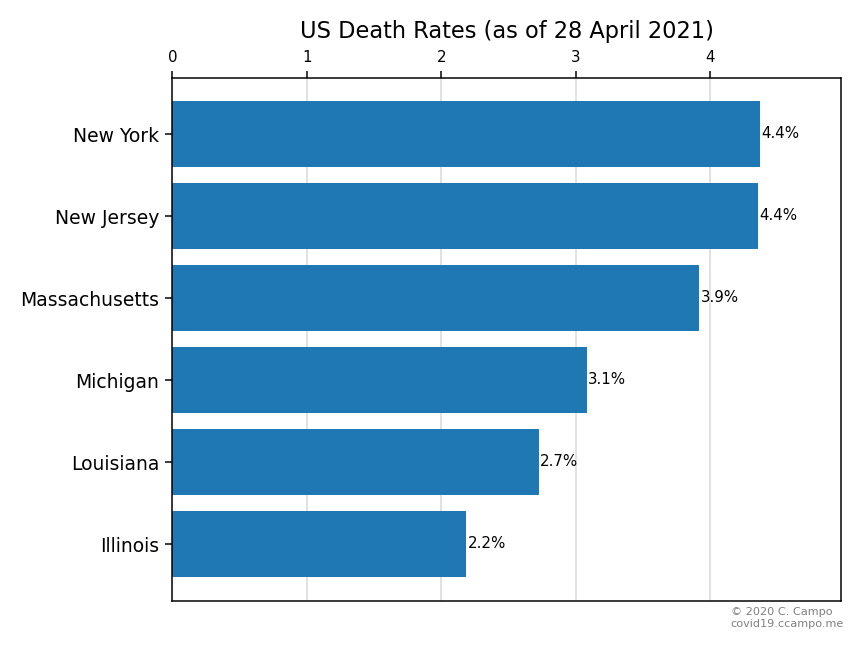 US Death Rates (as of 28 April 2021)
0 1 2 3 4
New York 4.4%
New Jersey 4.4%
Massachusetts 3.9%
Michigan 3.1%
Louisiana 2.7%
Illinois 2.2%
© 2020 C. Campo
covid19.ccampo.me